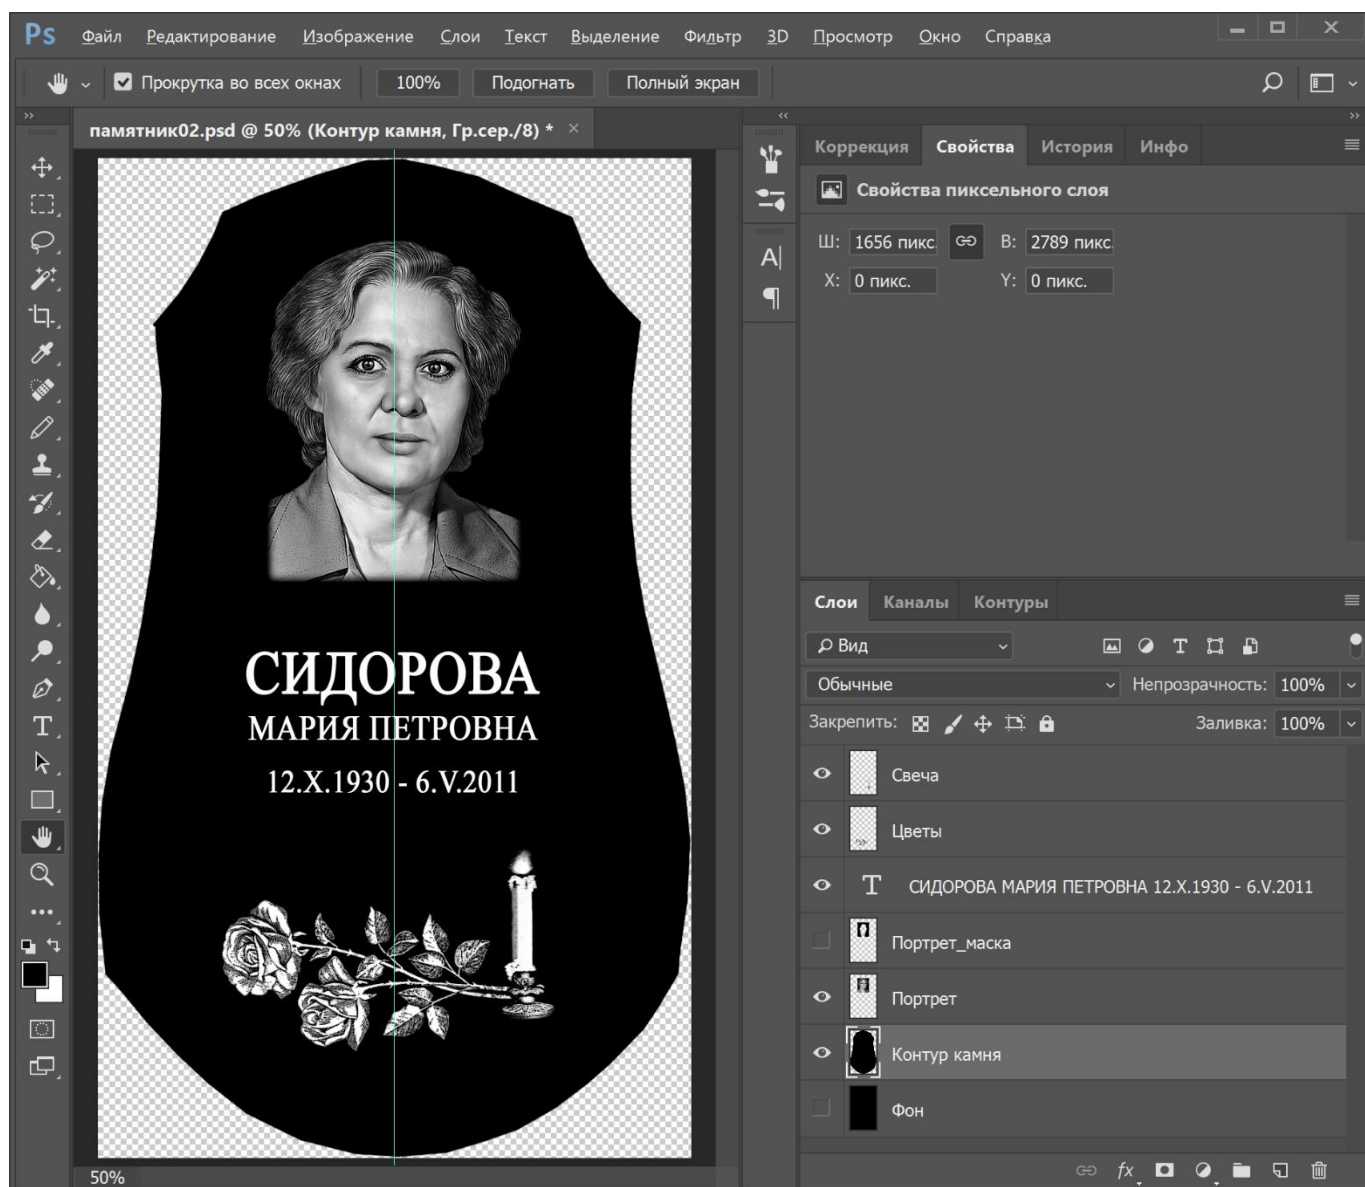 Ps Файл Редактирование Изображение Слои Текст Выделение Фильтр 3D Просмотр Окно Справка
Прокрутка во всех окнах 100% Подогнать Полный экран
памятник02.psd @ 50% (Контур камня, Гр.сер./8) * ×
Коррекция Свойства История Инфо
Свойства пиксельного слоя
Ш: 1656 пикс. В: 2789 пикс.
X: 0 пикс. Y: 0 пикс.
СИДОРОВА
МАРИЯ ПЕТРОВНА
12.X.1930 - 6.V.2011
50%
Слои Каналы Контуры
Вид
Обычные Непрозрачность: 100%
Закрепить: Заливка: 100%
Свеча
Цветы
T СИДОРОВА МАРИЯ ПЕТРОВНА 12.X.1930 - 6.V.2011
Портрет_маска
Портрет
Контур камня
Фон
fx